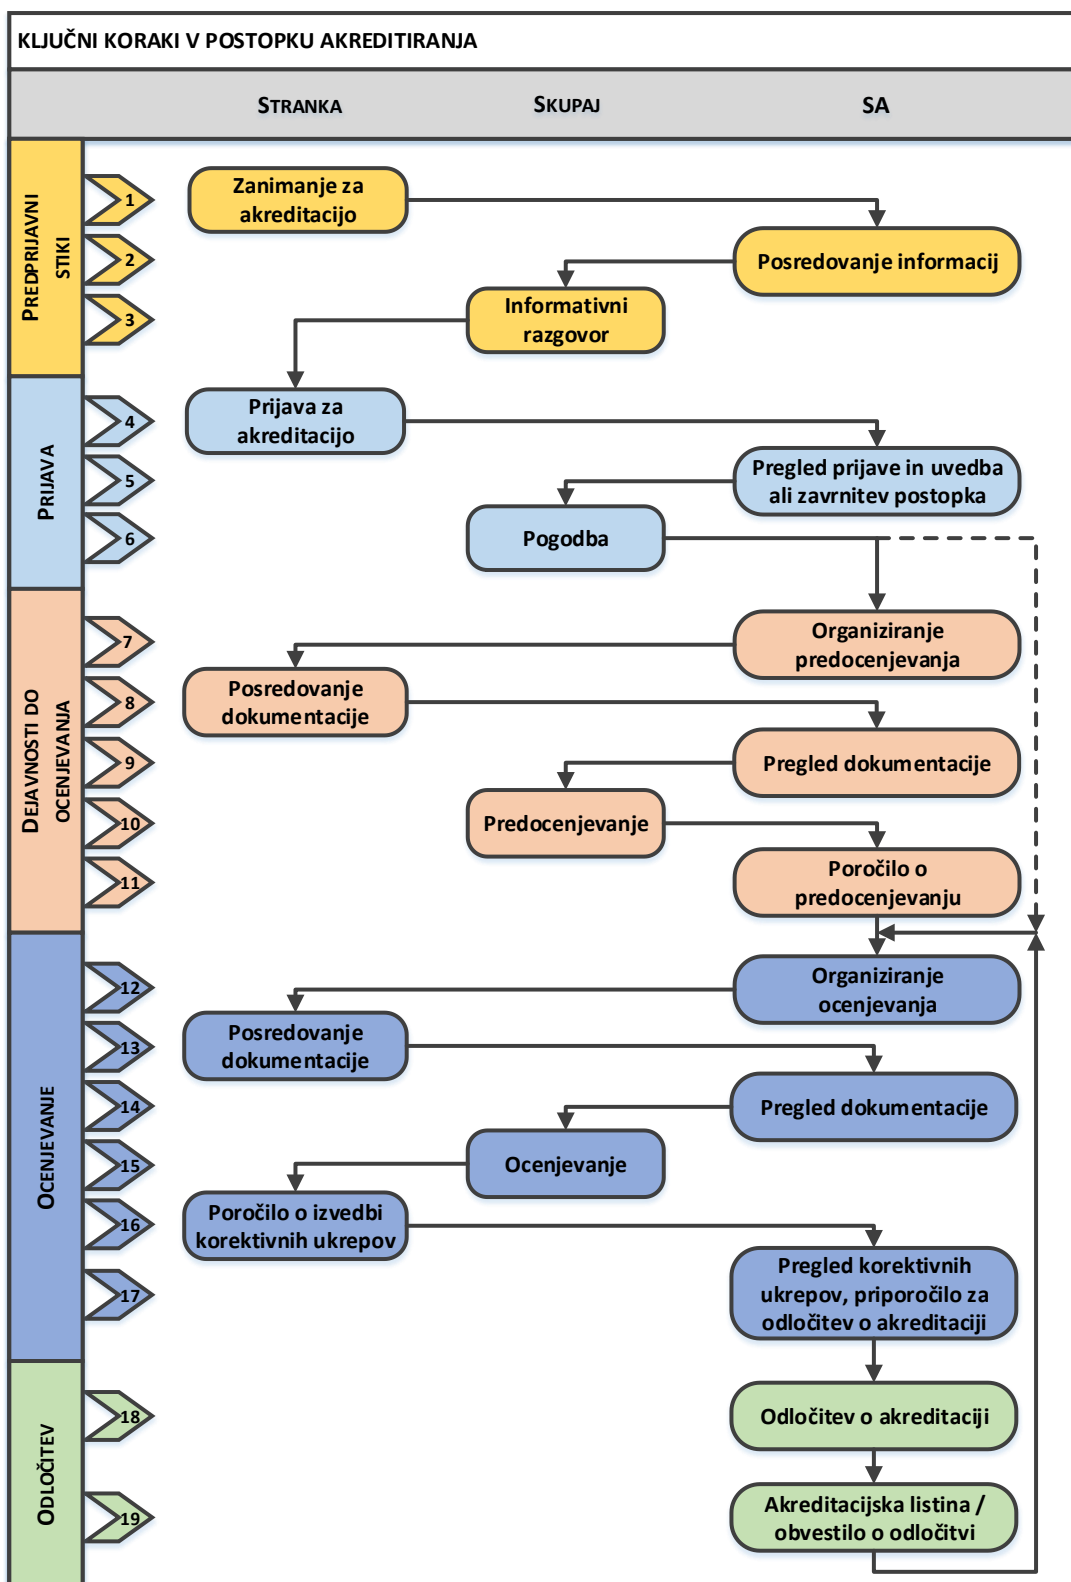 KLJUČNI KORAKI V POSTOPKU AKREDITIRANJA
STRANKA
SKUPAJ
SA
PREDPRIJAVNI
STIKI
1
Zanimanje za
akreditacijo
2
Posredovanje informacij
3
Informativni
razgovor
PRIJAVA
4
Prijava za
akreditacijo
5
Pregled prijave in uvedba
ali zavrnitev postopka
6
Pogodba
DEJAVNOSTI DO
OCENJEVANJA
7
Organiziranje
predocenjevanja
8
Posredovanje
dokumentacije
9
Pregled dokumentacije
10
Predocenjevanje
11
Poročilo o
predocenjevanju
OCENJEVANJE
12
Organiziranje
ocenjevanja
13
Posredovanje
dokumentacije
14
Pregled dokumentacije
15
Ocenjevanje
16
Poročilo o izvedbi
korektivnih ukrepov
17
Pregled korektivnih
ukrepov, priporočilo za
odločitev o akreditaciji
ODLOČITEV
18
Odločitev o akreditaciji
19
Akreditacijska listina /
obvestilo o odločitvi